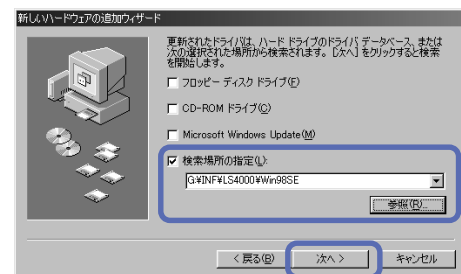 新しいハードウェアの追加ウィザード
更新されたドライバは、ハード ドライブのドライバ データベース、または
次の選択された場所から検索されます。[次へ] をクリックすると検索
を開始します。
フロッピー ディスク ドライブ(F)
CD-ROM ドライブ(C)
Microsoft Windows Update(M)
検索場所の指定(L):
G:¥INF¥LS4000¥Win98SE
参照(R)...
< 戻る(B)
次へ >
キャンセル